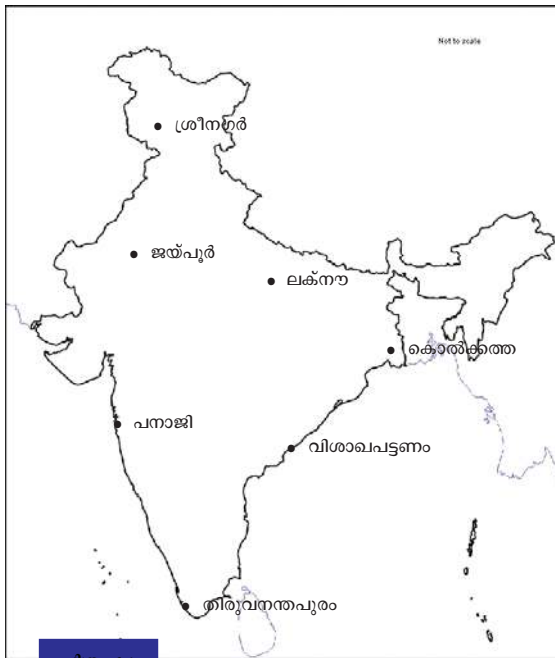 Not to scale
ശ്രീനഗർ
ജയ്‌പൂർ
ലക്‌നൗ
കൊൽക്കത്ത
പനാജി
വിശാഖപട്ടണം
തിരുവനന്തപുരം